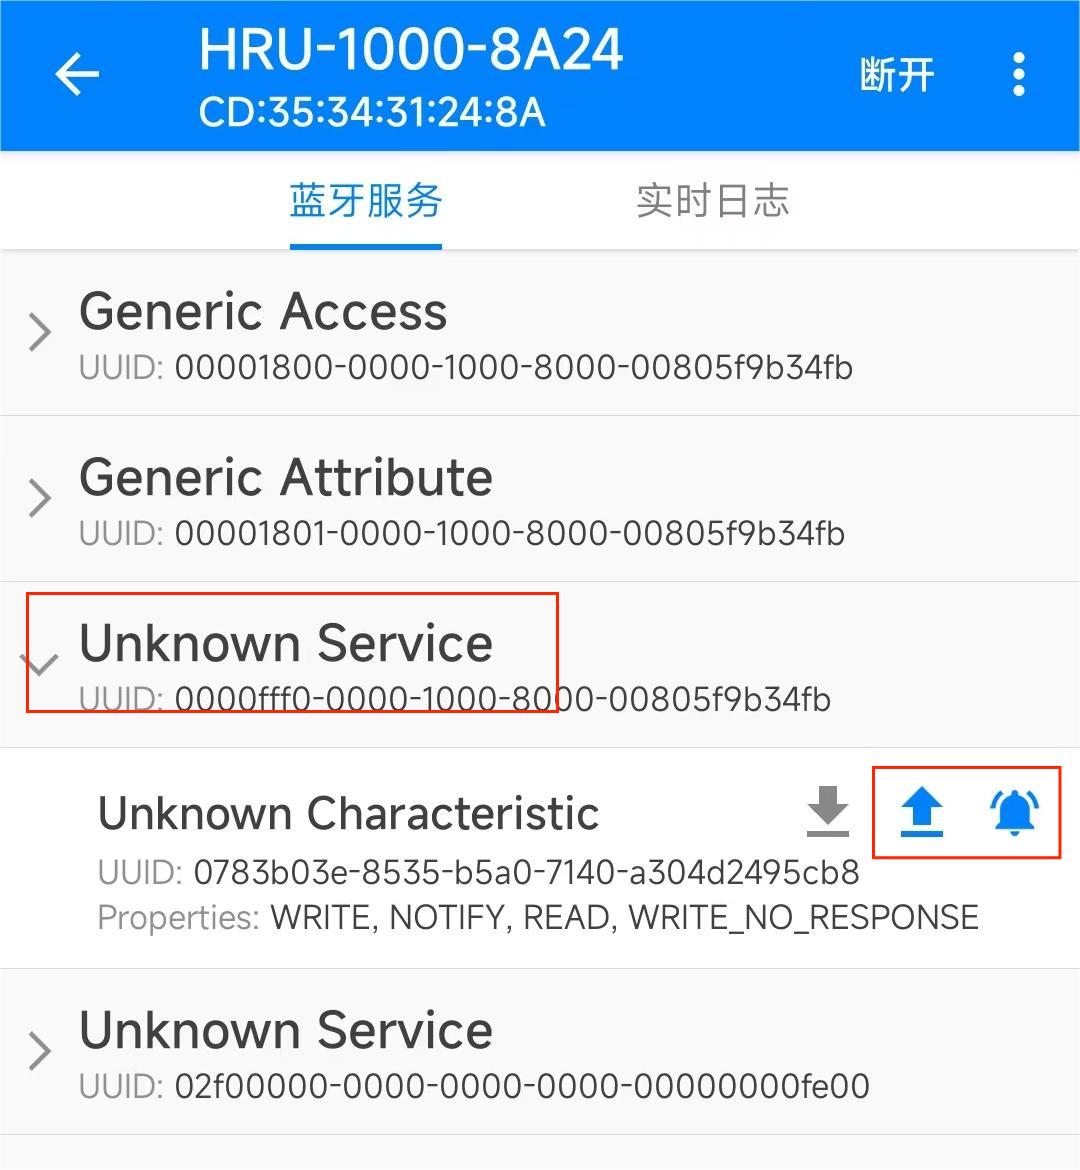 HRU-1000-8A24
CD:35:34:31:24:8A
断开
蓝牙服务
实时日志
Generic Access
UUID: 00001800-0000-1000-8000-00805f9b34fb
Generic Attribute
UUID: 00001801-0000-1000-8000-00805f9b34fb
Unknown Service
UUID: 0000fff0-0000-1000-8000-00805f9b34fb
Unknown Characteristic
UUID: 0783b03e-8535-b5a0-7140-a304d2495cb8
Properties: WRITE, NOTIFY, READ, WRITE_NO_RESPONSE
Unknown Service
UUID: 02f00000-0000-0000-0000-00000000fe00